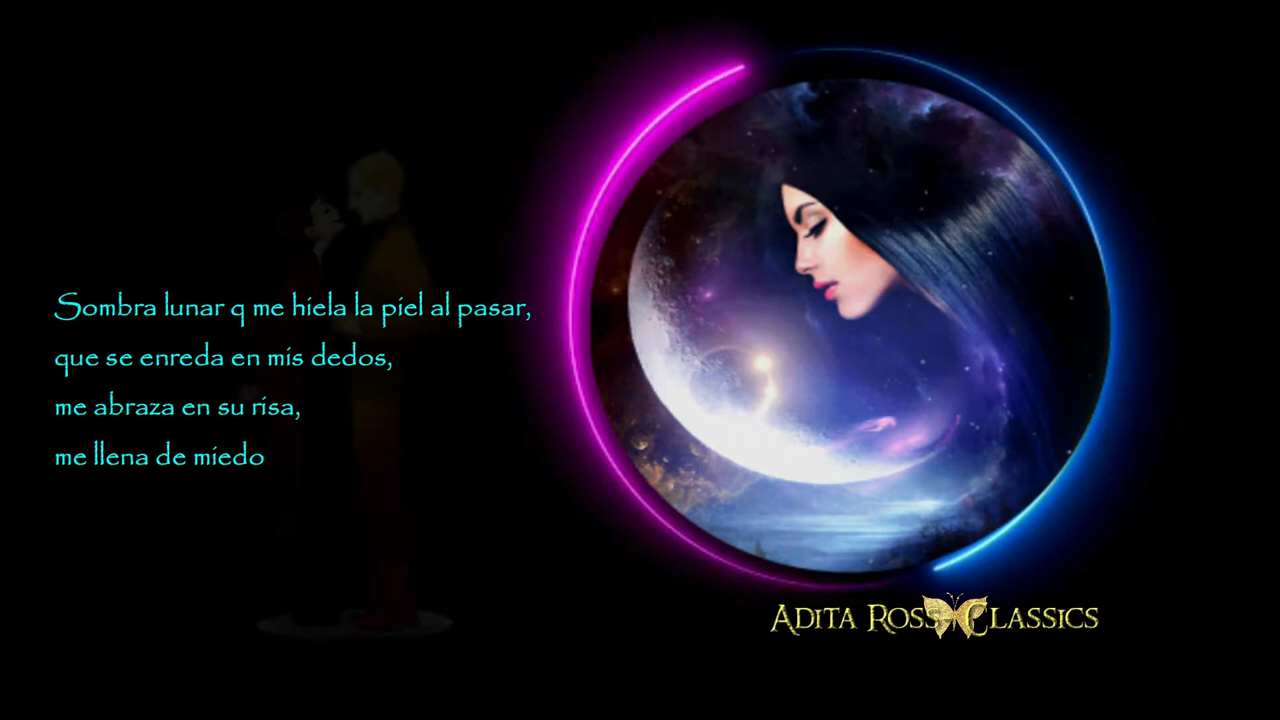 Sombra lunar q me hiela la piel al pasar,
que se enreda en mis dedos,
me abraza en su risa,
me llena de miedo
Adita Ross Classics